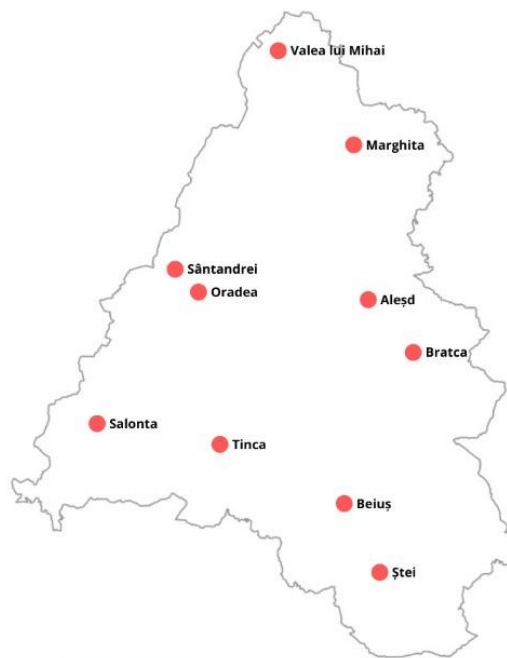 Valea lui Mihai
Marghita
Sântandrei
Oradea
Aleșd
Bratca
Salonta
Tinca
Beiuș
Ștei